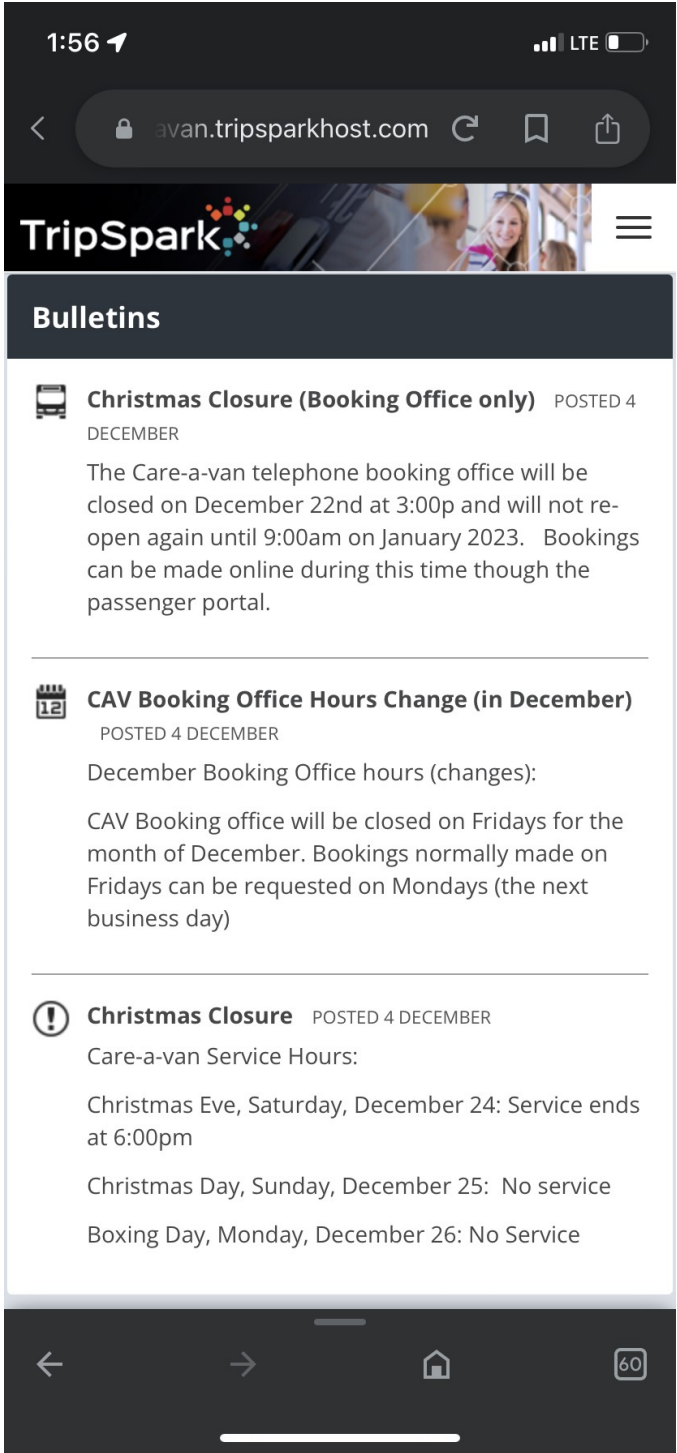 1:56 LTE
avan.tripsparkhost.com
TripSpark
Bulletins
Christmas Closure (Booking Office only) POSTED 4
DECEMBER
The Care-a-van telephone booking office will be
closed on December 22nd at 3:00p and will not re-
open again until 9:00am on January 2023. Bookings
can be made online during this time though the
passenger portal.
12
CAV Booking Office Hours Change (in December)
POSTED 4 DECEMBER
December Booking Office hours (changes):
CAV Booking office will be closed on Fridays for the
month of December. Bookings normally made on
Fridays can be requested on Mondays (the next
business day)
Christmas Closure POSTED 4 DECEMBER
Care-a-van Service Hours:
Christmas Eve, Saturday, December 24: Service ends
at 6:00pm
Christmas Day, Sunday, December 25: No service
Boxing Day, Monday, December 26: No Service
60